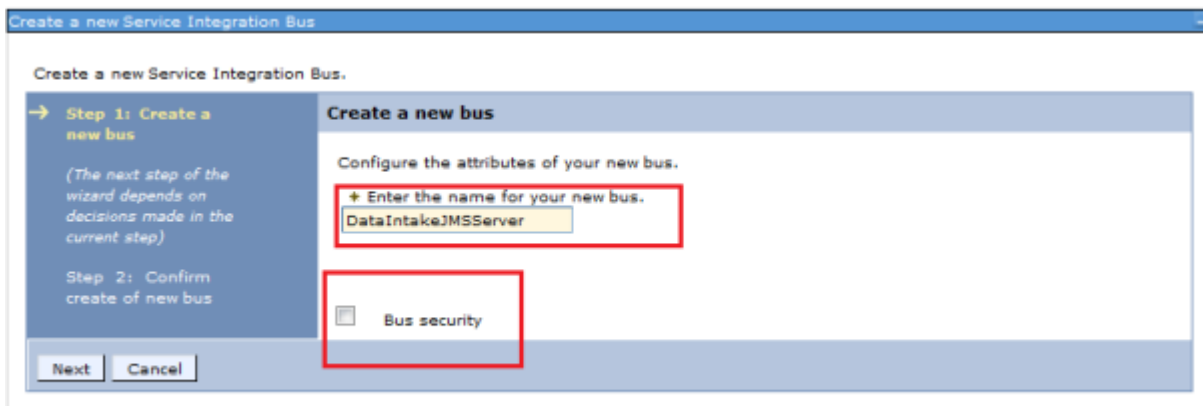 Create a new Service Integration Bus
Create a new Service Integration Bus.
Step 1: Create a
new bus
(The next step of the
wizard depends on
decisions made in the
current step)
Step 2: Confirm
create of new bus
Create a new bus
Configure the attributes of your new bus.
Enter the name for your new bus.
DataIntakeJMSServer
Bus security
Next Cancel